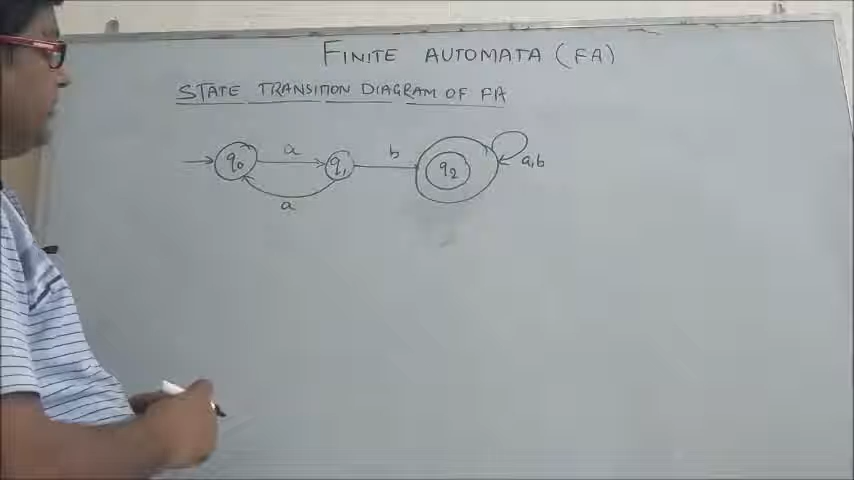 FINITE AUTOMATA (FA)
STATE TRANSITION DIAGRAM OF FA
q0 a q1 b q2 a,b
a